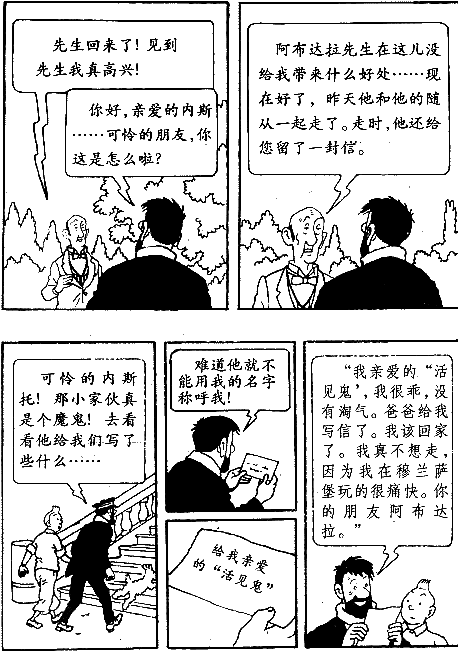 先生回来了！见到
先生我真高兴！
你好，亲爱的内斯
……可怜的朋友，你
这是怎么啦？
阿布达拉先生在这儿没
给我带来什么好处……现
在好了，昨天他和他的随
从一起走了。走时，他还给
您留了一封信。
可怜的内斯
托！那小家伙真
是个魔鬼！去看
看他给我们写了
些什么……
难道他就不
能用我的名字
称呼我！
给我亲爱
的“活见鬼”
“我亲爱的“活
见鬼’，我很乖，没
有淘气。爸爸给我
写信了。我该回家
了。我真不想走，
因为我在穆兰萨
堡玩的很痛快。你
的朋友阿布达
拉。”